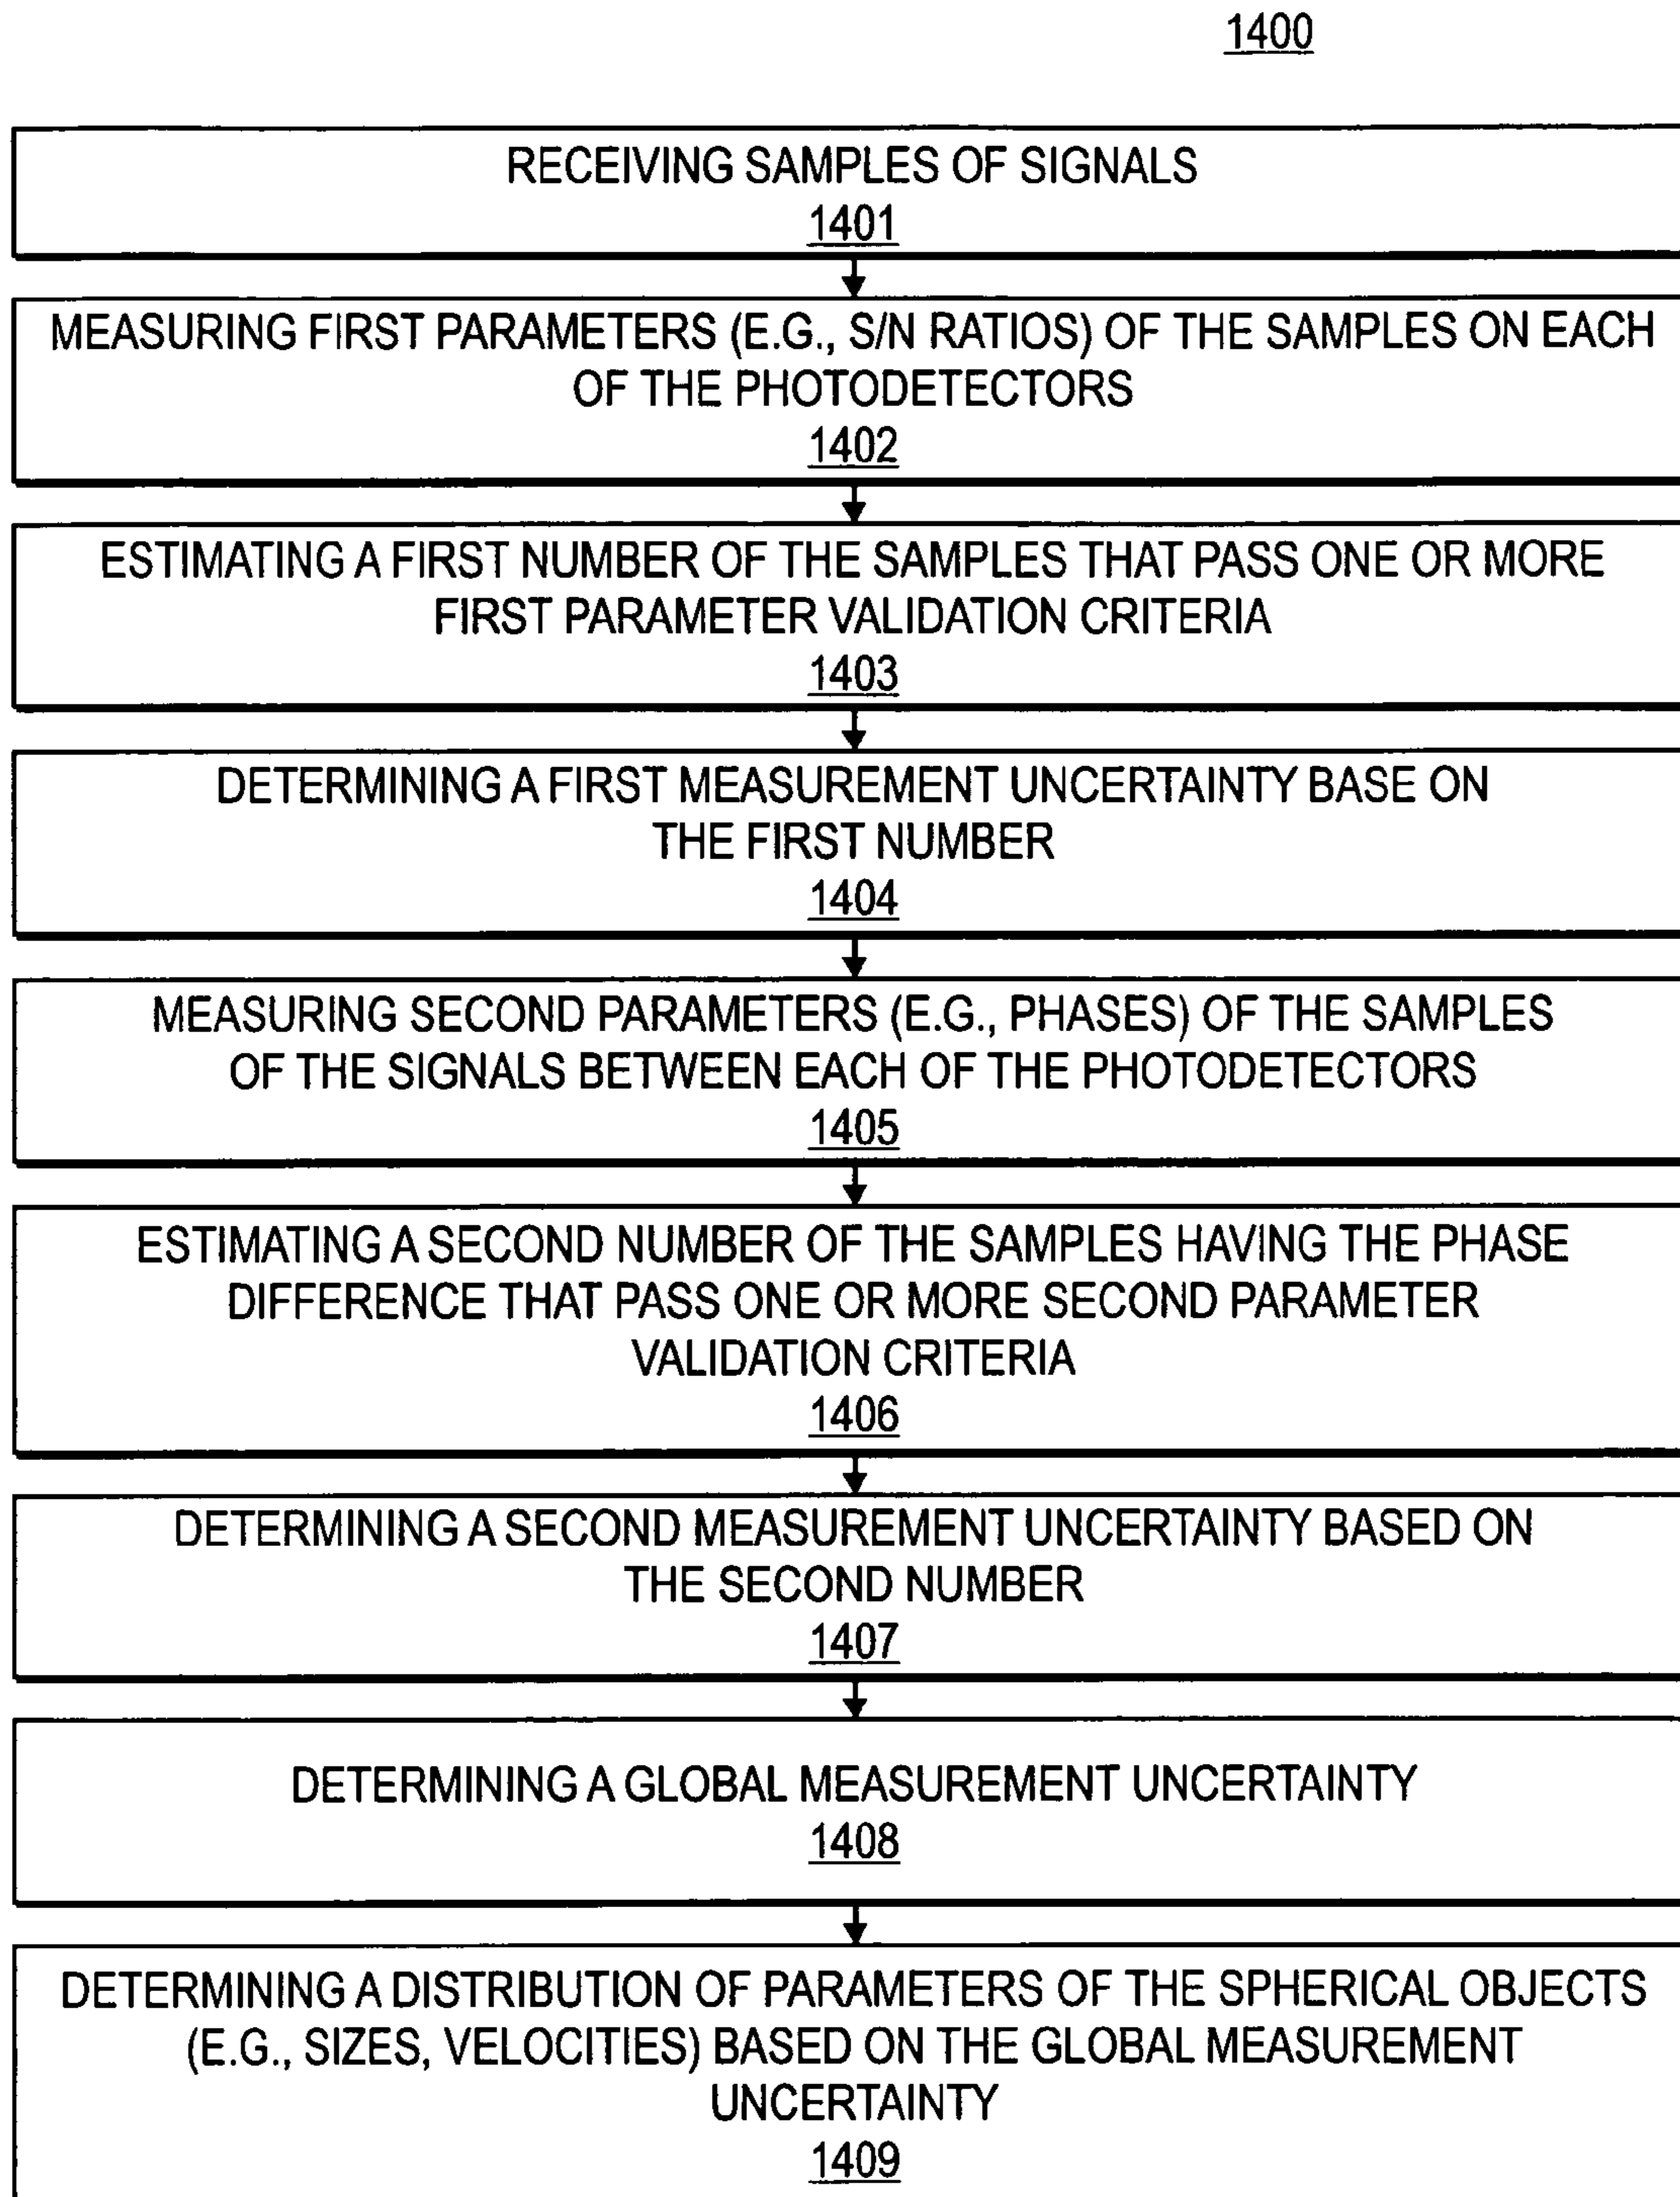 1400
RECEIVING SAMPLES OF SIGNALS
1401
MEASURING FIRST PARAMETERS (E.G., S/N RATIOS) OF THE SAMPLES ON EACH
OF THE PHOTODETECTORS
1402
ESTIMATING A FIRST NUMBER OF THE SAMPLES THAT PASS ONE OR MORE
FIRST PARAMETER VALIDATION CRITERIA
1403
DETERMINING A FIRST MEASUREMENT UNCERTAINTY BASE ON
THE FIRST NUMBER
1404
MEASURING SECOND PARAMETERS (E.G., PHASES) OF THE SAMPLES
OF THE SIGNALS BETWEEN EACH OF THE PHOTODETECTORS
1405
ESTIMATING A SECOND NUMBER OF THE SAMPLES HAVING THE PHASE
DIFFERENCE THAT PASS ONE OR MORE SECOND PARAMETER
VALIDATION CRITERIA
1406
DETERMINING A SECOND MEASUREMENT UNCERTAINTY BASED ON
THE SECOND NUMBER
1407
DETERMINING A GLOBAL MEASUREMENT UNCERTAINTY
1408
DETERMINING A DISTRIBUTION OF PARAMETERS OF THE SPHERICAL OBJECTS
(E.G., SIZES, VELOCITIES) BASED ON THE GLOBAL MEASUREMENT
UNCERTAINTY
1409